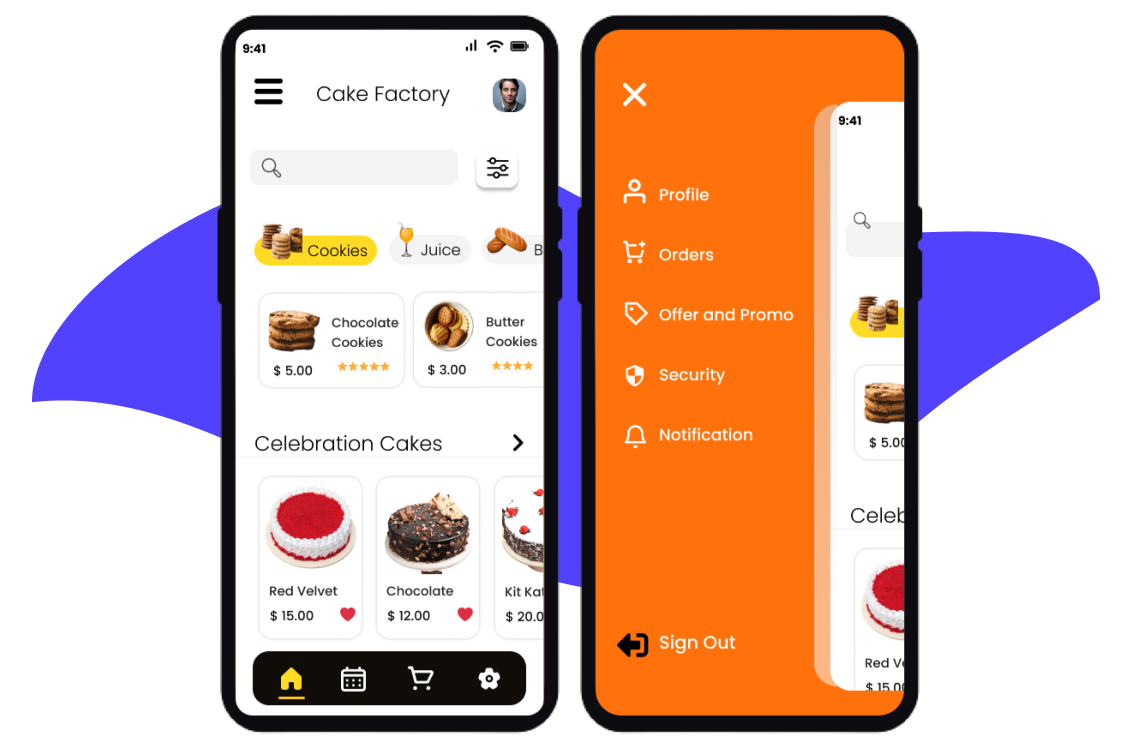 9:41
Cake Factory
Cookies
Juice
B
Chocolate
Cookies
$ 5.00
Butter
Cookies
$ 3.00
Celebration Cakes
Red Velvet
$ 15.00
Chocolate
$ 12.00
Kit Kat
$ 20.0
9:41
Profile
Orders
Offer and Promo
Security
Notification
Sign Out
$ 5.00
Celeb
Red Ve
$ 15.00